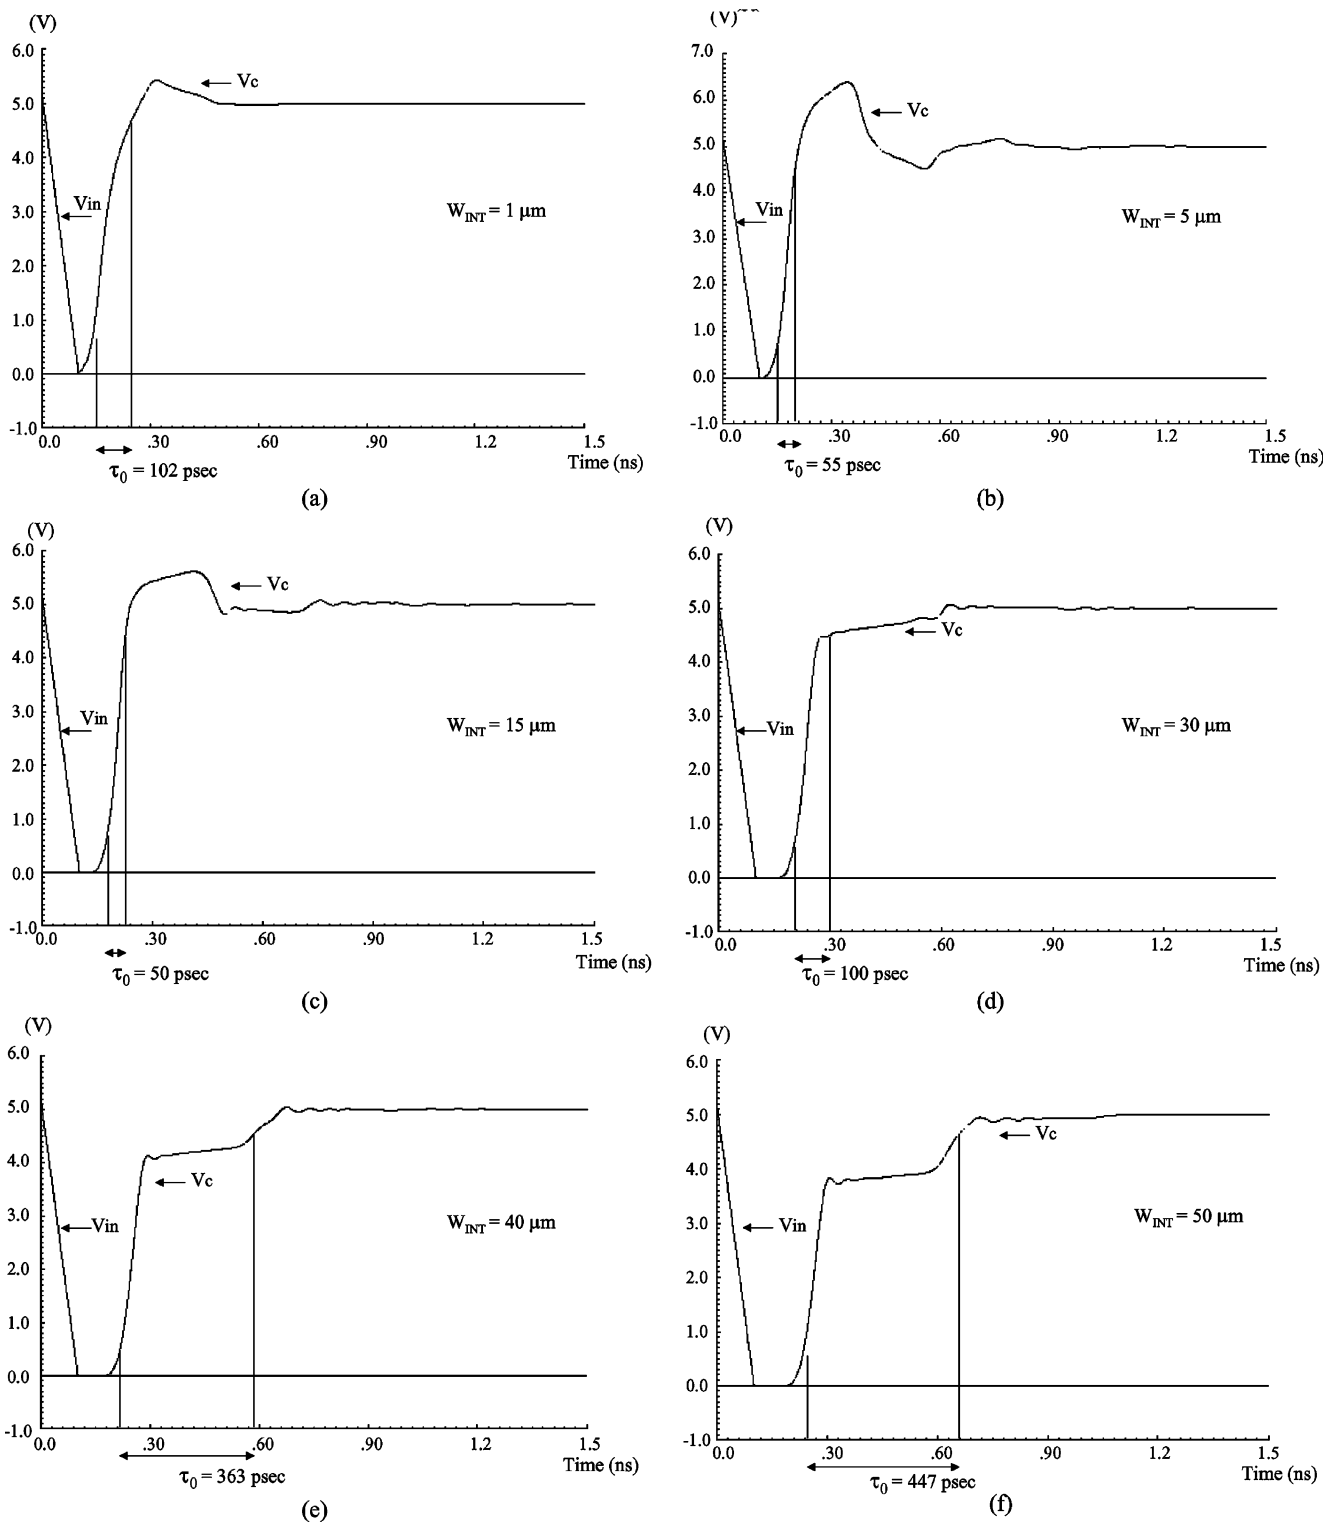 (V)
6.0
5.0
4.0
3.0
2.0
1.0
0.0
-1.0
Vc
Vin
W_INT = 1 μm
0.0 .30 .60 .90 1.2 1.5
Time (ns)
τ0 = 102 psec
(a)
(V)
7.0
6.0
5.0
4.0
3.0
2.0
1.0
0.0
-1.0
Vc
Vin
W_INT = 5 μm
0.0 .30 .60 .90 1.2 1.5
Time (ns)
τ0 = 55 psec
(b)
(V)
6.0
5.0
4.0
3.0
2.0
1.0
0.0
-1.0
Vc
Vin
W_INT = 15 μm
0.0 .30 .60 .90 1.2 1.5
Time (ns)
τ0 = 50 psec
(c)
(V)
6.0
5.0
4.0
3.0
2.0
1.0
0.0
-1.0
Vc
Vin
W_INT = 30 μm
0.0 .30 .60 .90 1.2 1.5
Time (ns)
τ0 = 100 psec
(d)
(V)
6.0
5.0
4.0
3.0
2.0
1.0
0.0
-1.0
Vc
Vin
W_INT = 40 μm
0.0 .30 .60 .90 1.2 1.5
Time (ns)
τ0 = 363 psec
(e)
(V)
6.0
5.0
4.0
3.0
2.0
1.0
0.0
-1.0
Vc
Vin
W_INT = 50 μm
0.0 .30 .60 .90 1.2 1.5
Time (ns)
τ0 = 447 psec
(f)